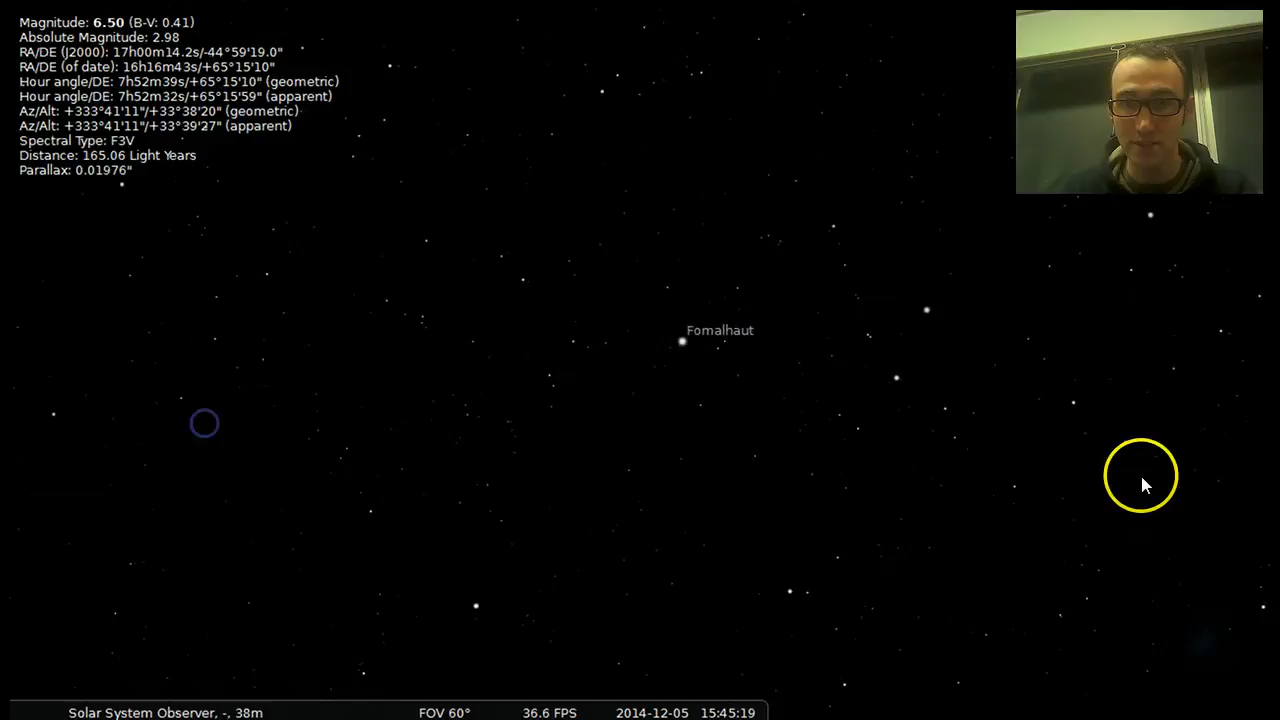 Magnitude: 6.50 (B-V: 0.41)
Absolute Magnitude: 2.98
RA/DE (J2000): 17h00m14.2s/-44°59'19.0"
RA/DE (of date): 16h16m43s/+65°15'10"
Hour angle/DE: 7h52m39s/+65°15'10" (geometric)
Hour angle/DE: 7h52m32s/+65°15'59" (apparent)
Az/Alt: +333°41'11"/+33°38'20" (geometric)
Az/Alt: +333°41'11"/+33°39'27" (apparent)
Spectral Type: F3V
Distance: 165.06 Light Years
Parallax: 0.01976"
Fomalhaut
Solar System Observer, -, 38m FOV 60° 36.6 FPS 2014-12-05 15:45:19